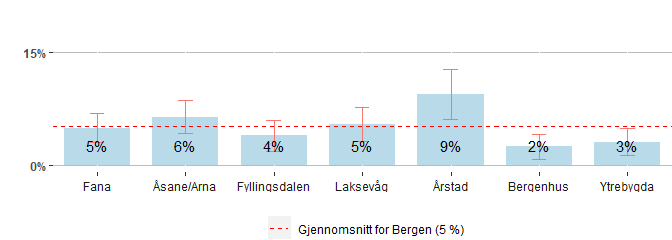 15%
0%
5% 6% 4% 5% 9% 2% 3%
Fana Åsane/Arna Fyllingsdalen Laksevåg Årstad Bergenhus Ytrebygda
Gjennomsnitt for Bergen (5 %)